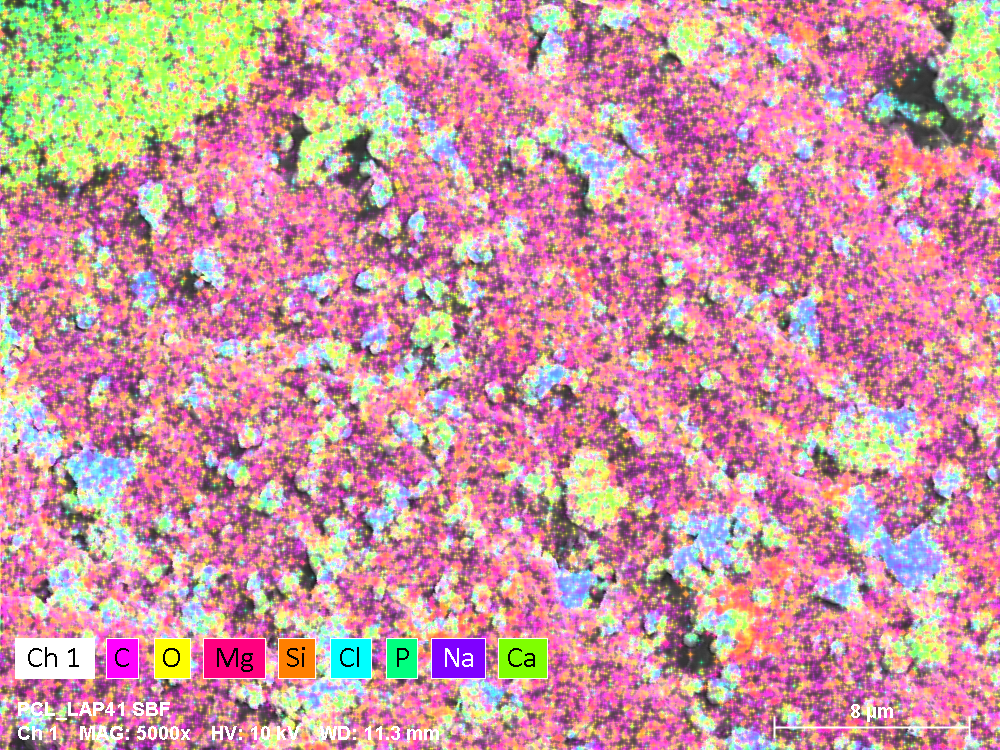 Ch 1 C O Mg Si Cl P Na Ca
PCL_LAP41.SBF
8 µm
Ch 1 MAG: 5000x HV: 10 kV WD: 11.3 mm